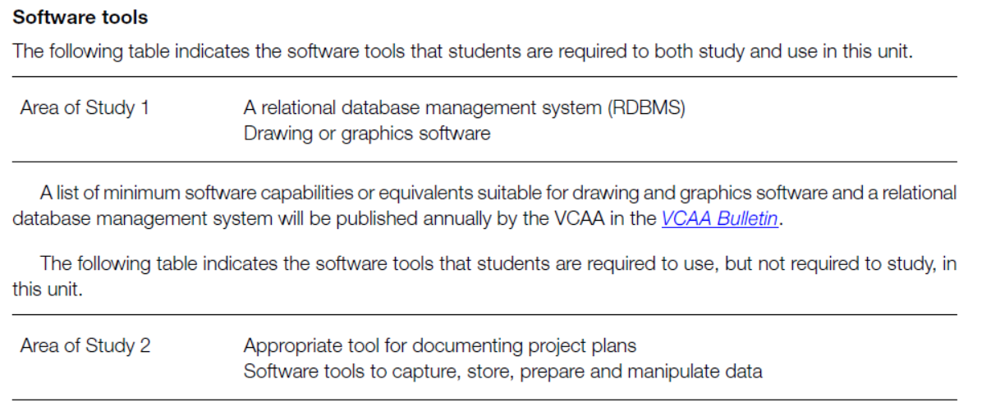 Software tools
The following table indicates the software tools that students are required to both study and use in this unit.
Area of Study 1 A relational database management system (RDBMS)
Drawing or graphics software
A list of minimum software capabilities or equivalents suitable for drawing and graphics software and a relational
database management system will be published annually by the VCAA in the VCAA Bulletin.
The following table indicates the software tools that students are required to use, but not required to study, in
this unit.
Area of Study 2 Appropriate tool for documenting project plans
Software tools to capture, store, prepare and manipulate data